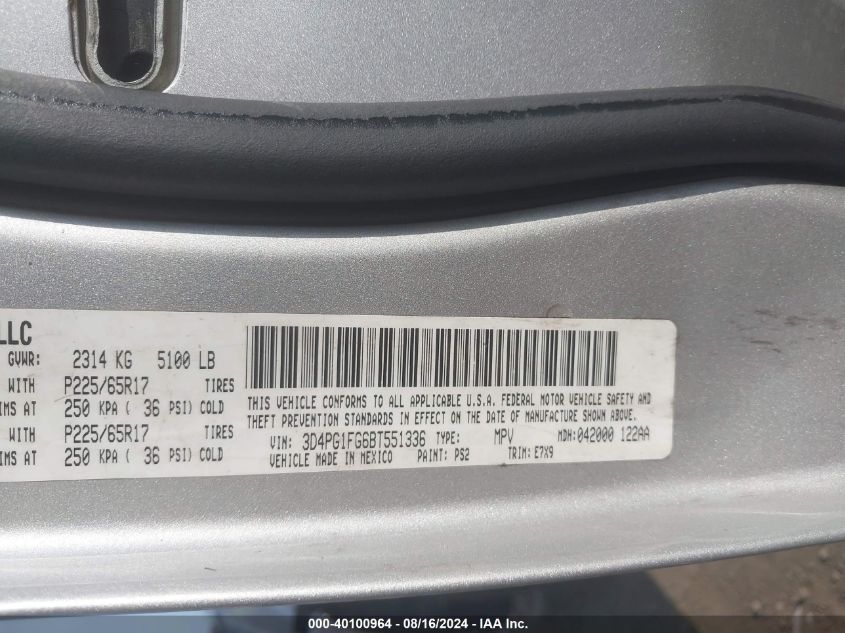 LLC
GVWR: 2314 KG 5100 LB
WITH P225/65R17 TIRES
IMS AT 250 KPA ( 36 PSI) COLD
WITH P225/65R17 TIRES
IMS AT 250 KPA ( 36 PSI) COLD
THIS VEHICLE CONFORMS TO ALL APPLICABLE U.S.A. FEDERAL MOTOR VEHICLE SAFETY AND
THEFT PREVENTION STANDARDS IN EFFECT ON THE DATE OF MANUFACTURE SHOWN ABOVE.
VIN: 3D4PG1FG6BT551336 TYPE: MPV MDH: 042000 122AA
VEHICLE MADE IN MEXICO PAINT: PS2 TRIM: E7X9
000-40100964 - 08/16/2024 - IAA Inc.